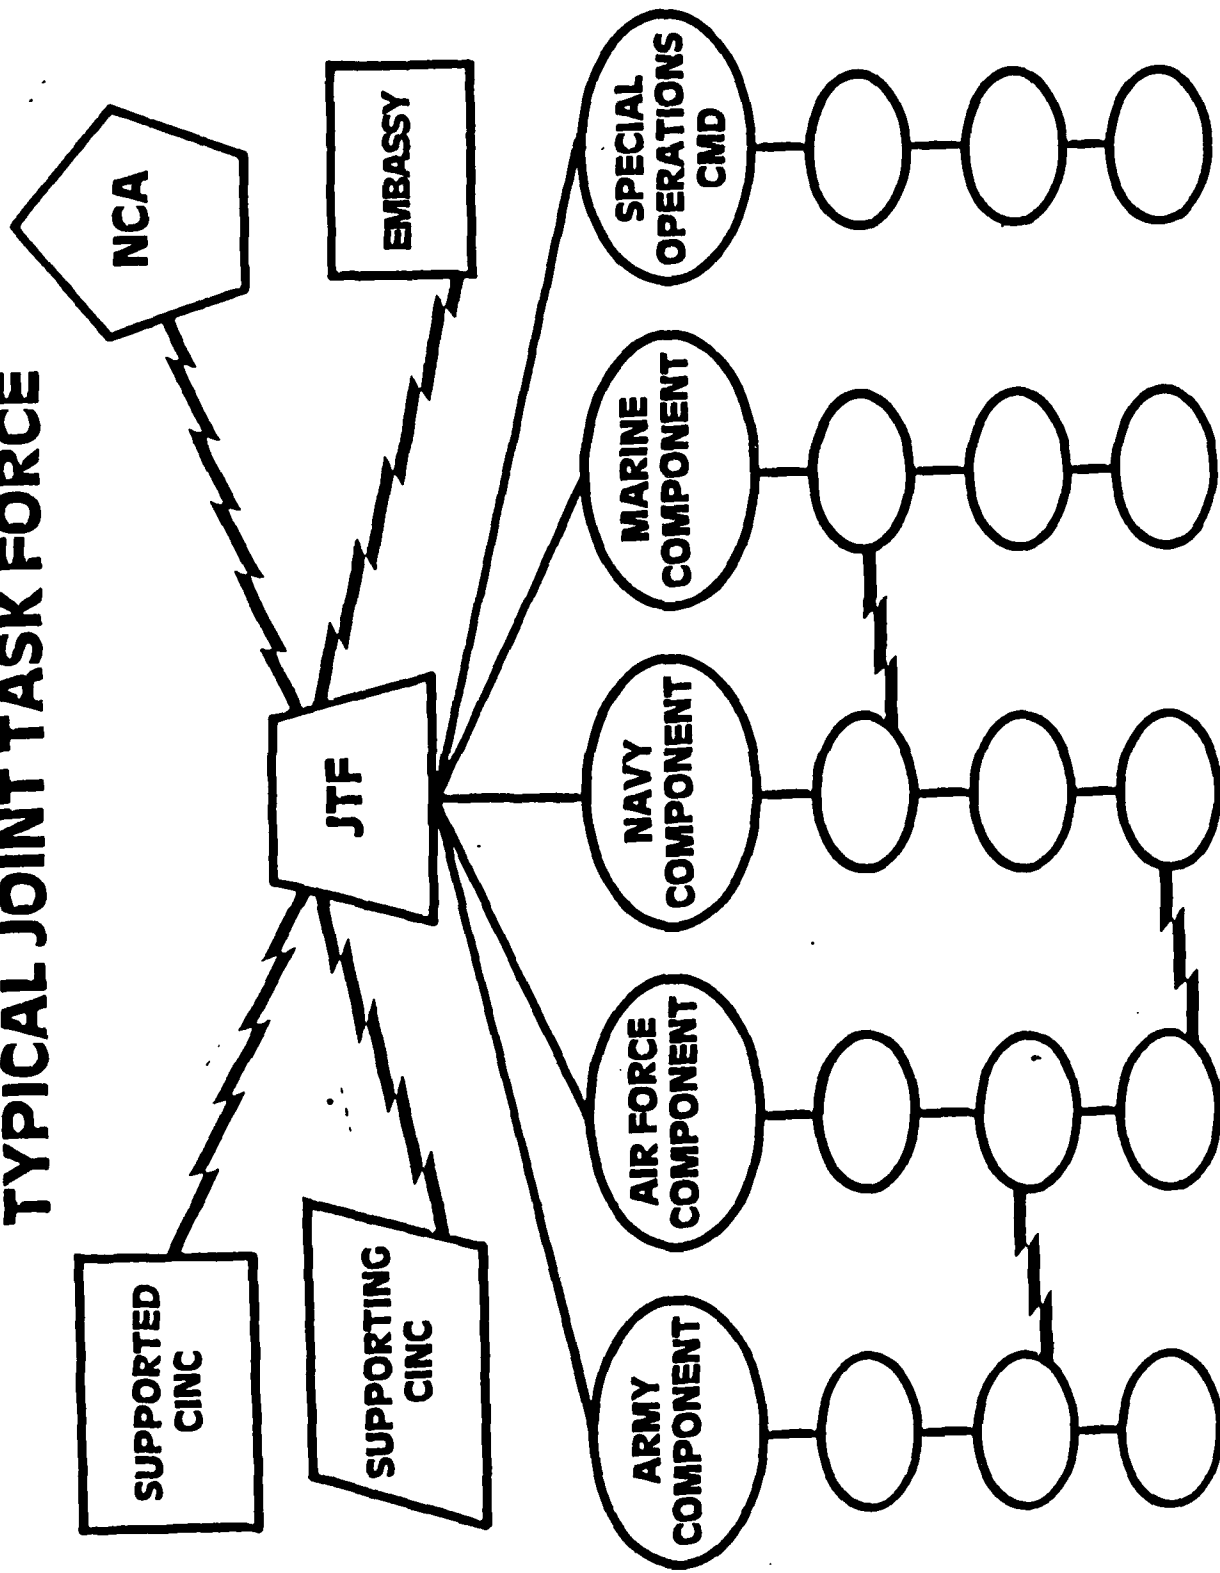 TYPICAL JOINT TASK FORCE
NCA
SUPPORTED
CINC
EMBASSY
JTF
SUPPORTING
CINC
ARMY
COMPONENT
AIR FORCE
COMPONENT
NAVY
COMPONENT
MARINE
COMPONENT
SPECIAL
OPERATIONS
CMD